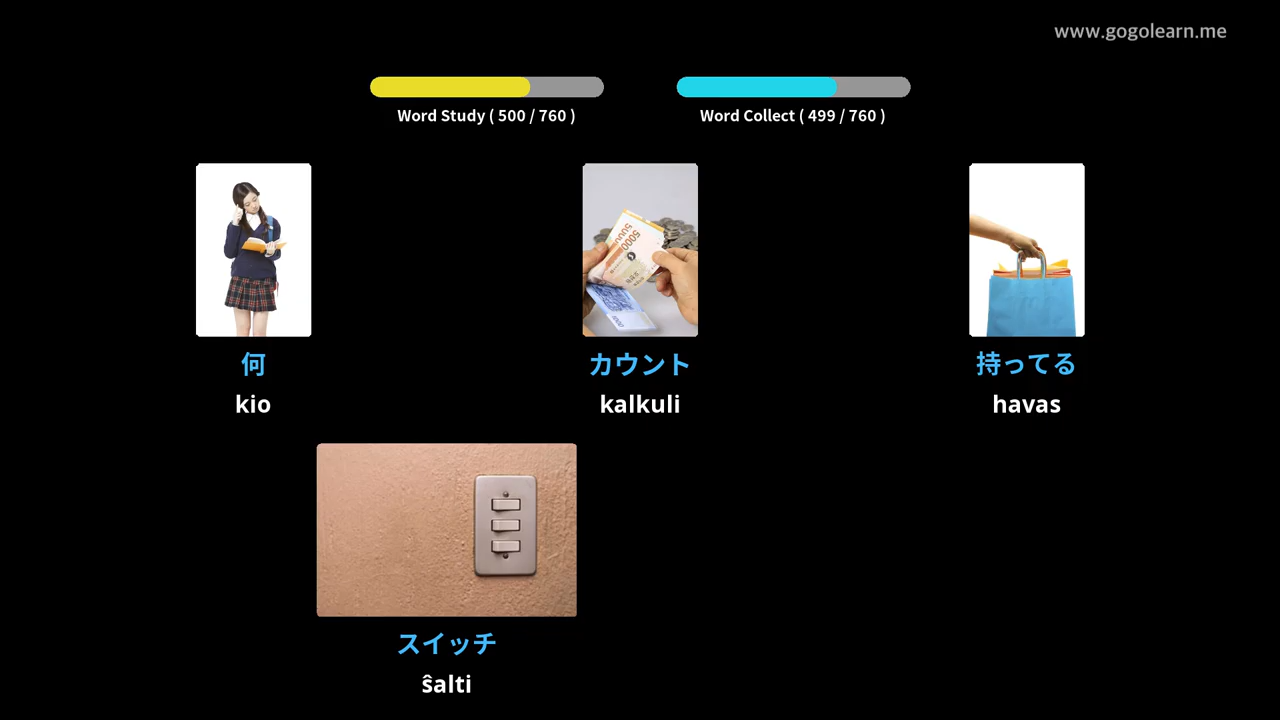 www.gogolearn.me
Word Study ( 500 / 760 )
Word Collect ( 499 / 760 )
5000
何
カウント
持ってる
kio
kalkuli
havas
スイッチ
ŝalti